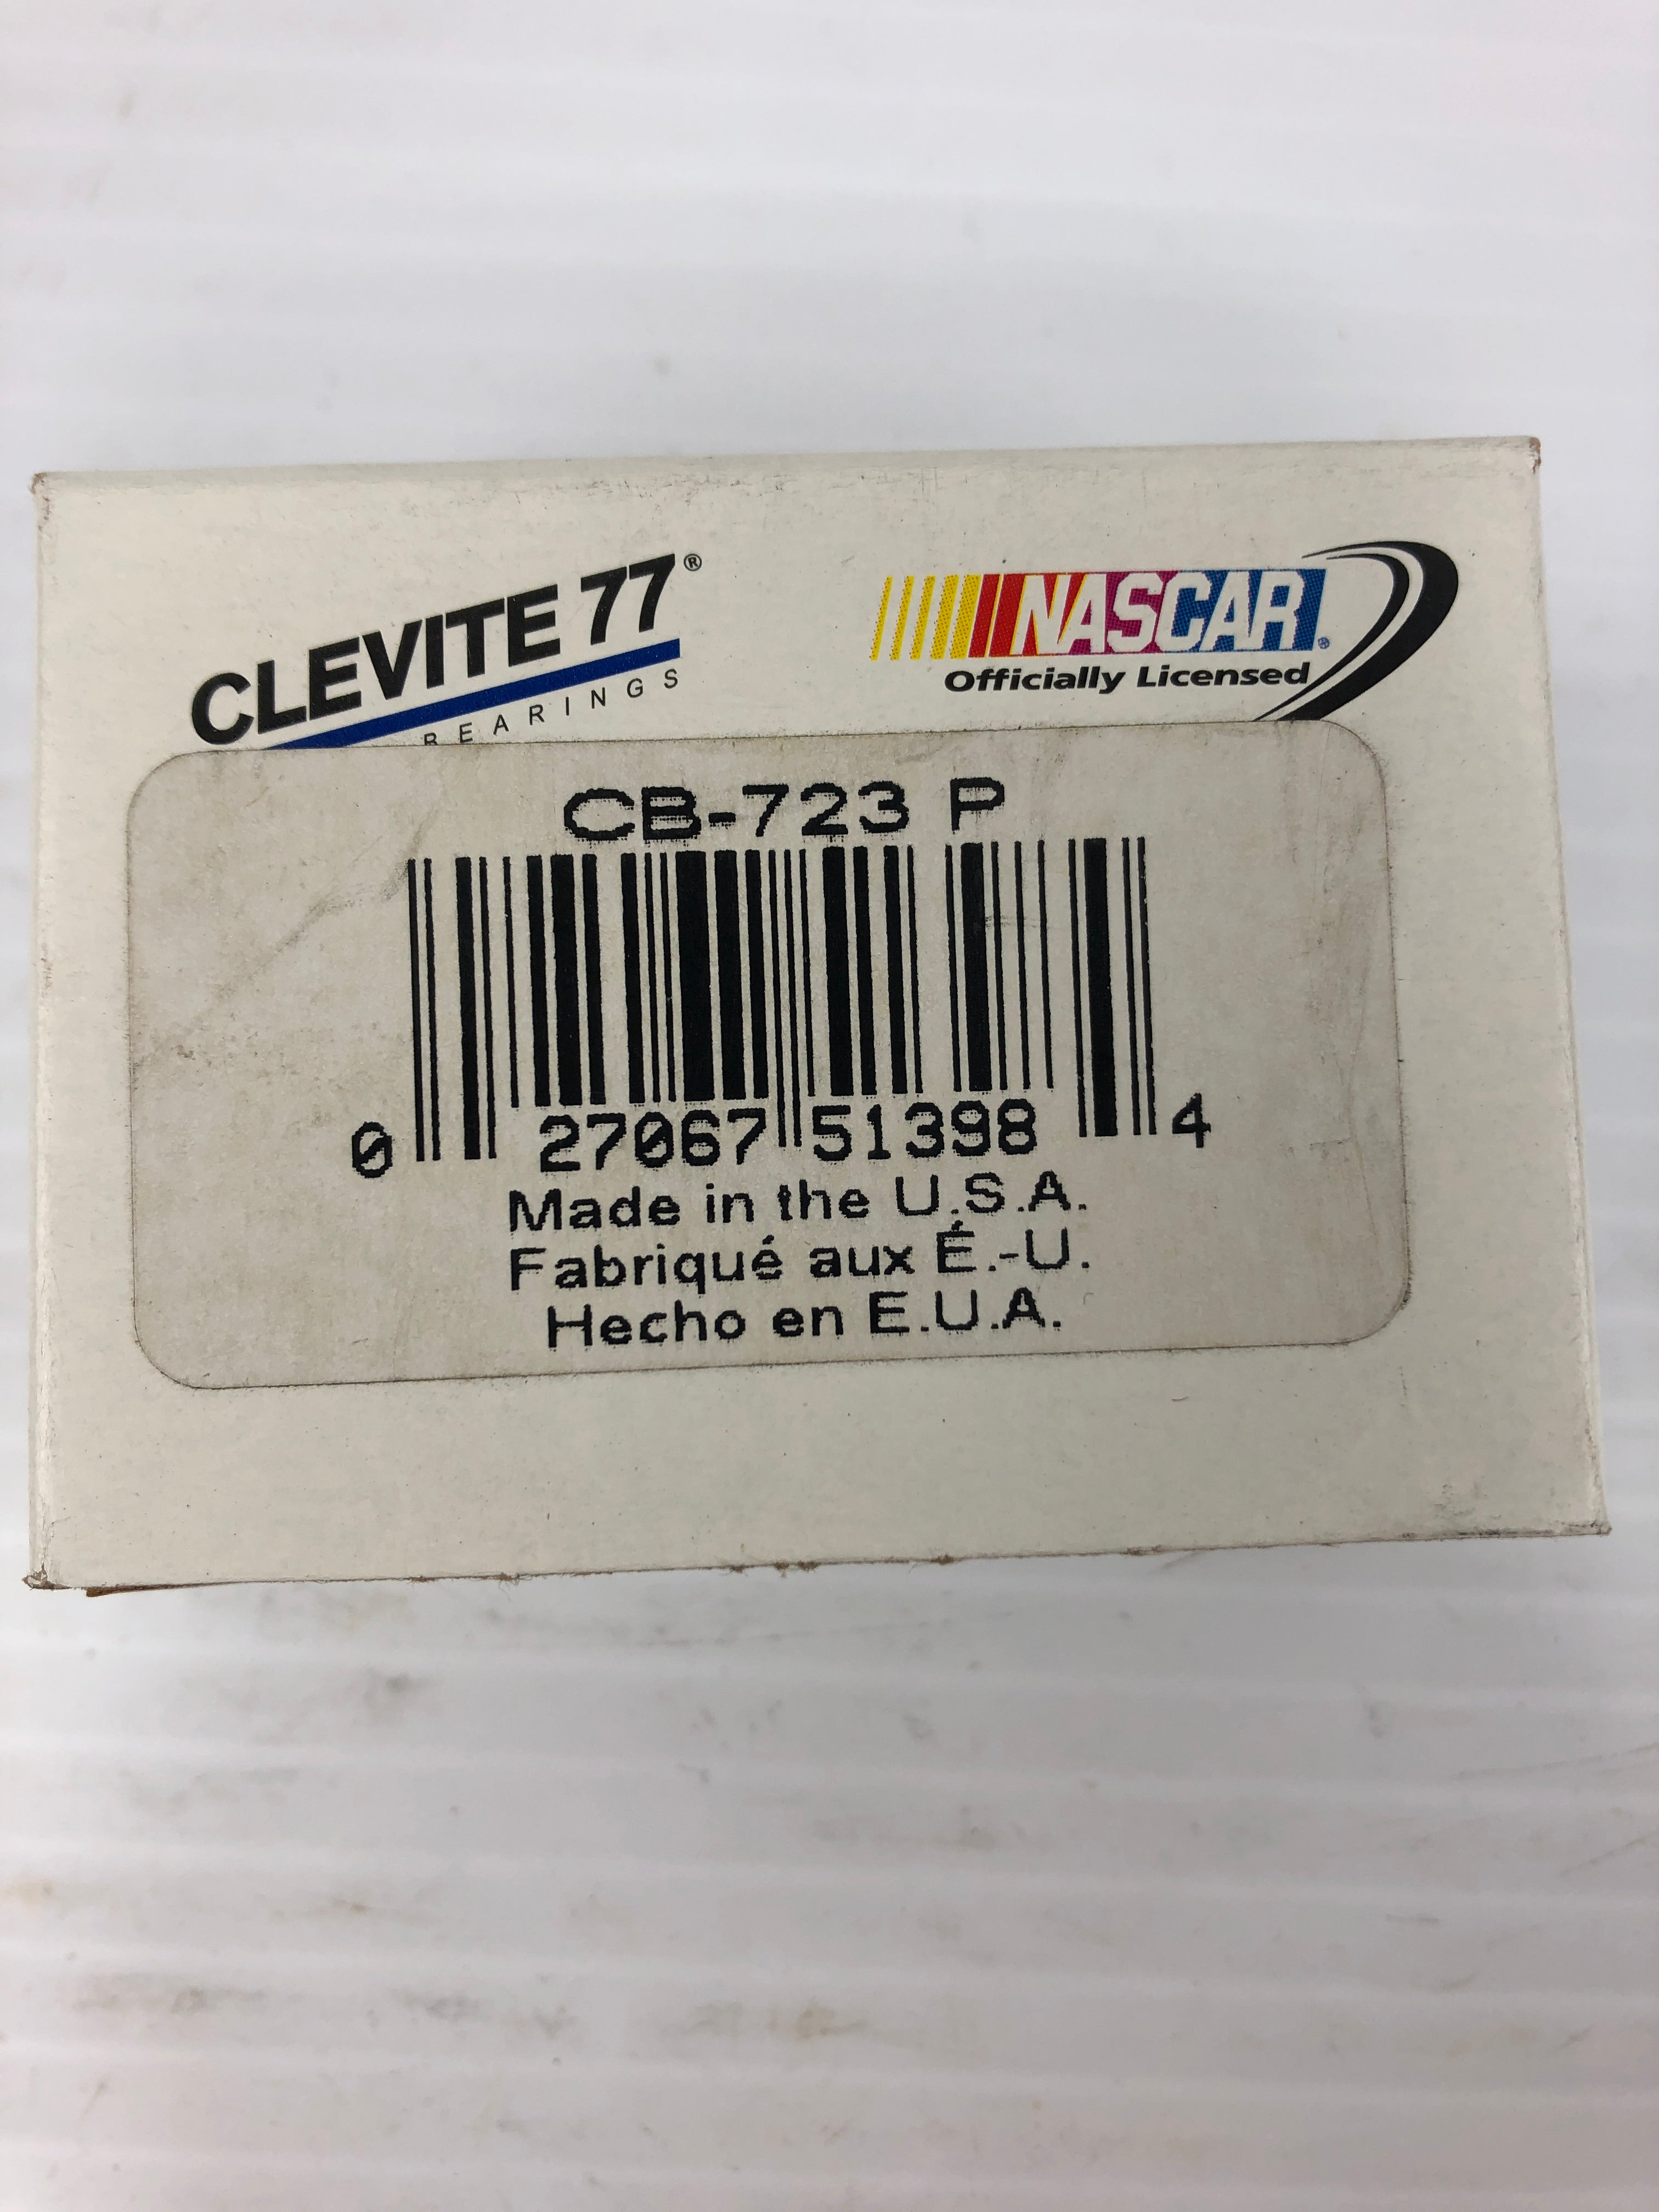 CLEVITE 77®
BEARINGS
NASCAR®
Officially Licensed
CB-723 P
0 27067 51398 4
Made in the U.S.A.
Fabriqué aux É.-U.
Hecho en E.U.A.